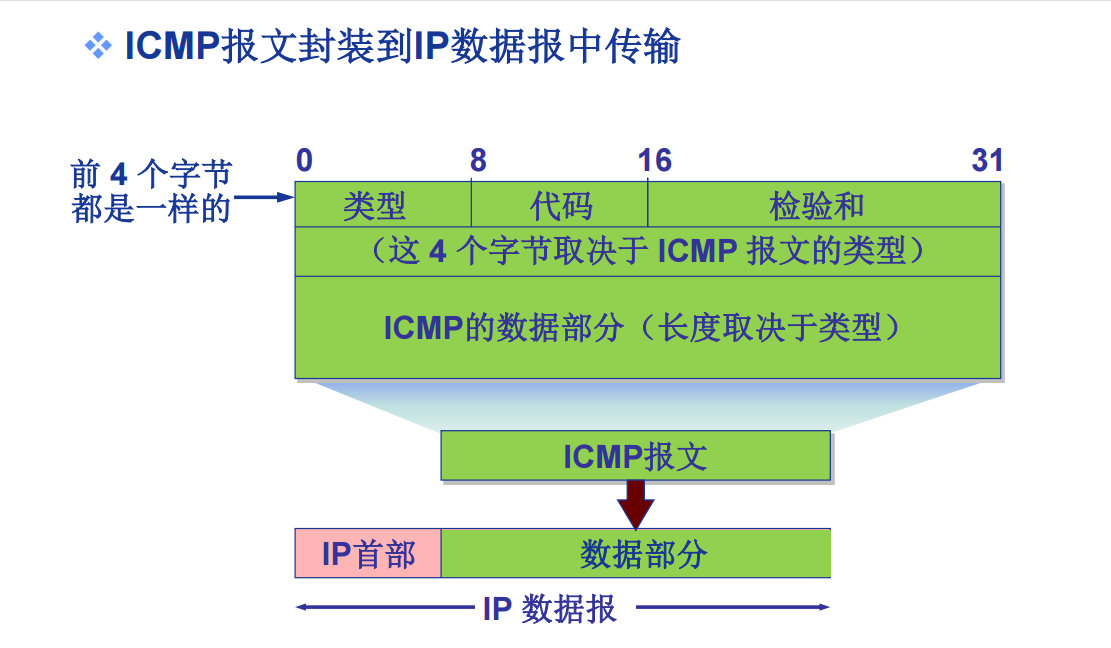 ICMP报文封装到IP数据报中传输
0 8 16 31
前 4 个字节
都是一样的
类型 代码 检验和
（这 4 个字节取决于 ICMP 报文的类型）
ICMP的数据部分（长度取决于类型）
ICMP报文
IP首部 数据部分
IP 数据报